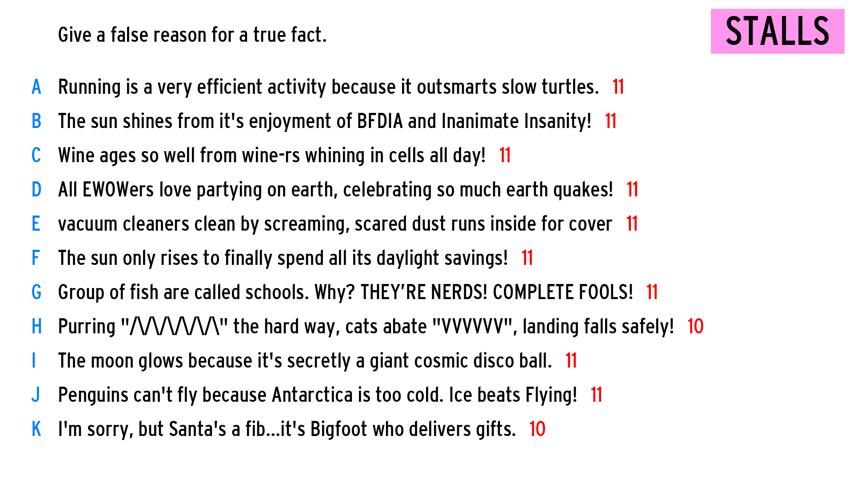 Give a false reason for a true fact.
STALLS
A Running is a very efficient activity because it outsmarts slow turtles. 11
B The sun shines from it's enjoyment of BFDIA and Inanimate Insanity! 11
C Wine ages so well from wine-rs whining in cells all day! 11
D All EWOWers love partying on earth, celebrating so much earth quakes! 11
E vacuum cleaners clean by screaming, scared dust runs inside for cover 11
F The sun only rises to finally spend all its daylight savings! 11
G Group of fish are called schools. Why? THEY'RE NERDS! COMPLETE FOOLS! 11
H Purring "/\/\/\/\/\/\/\" the hard way, cats abate "VVVVVV", landing falls safely! 10
I The moon glows because it's secretly a giant cosmic disco ball. 11
J Penguins can't fly because Antarctica is too cold. Ice beats Flying! 11
K I'm sorry, but Santa's a fib...it's Bigfoot who delivers gifts. 10